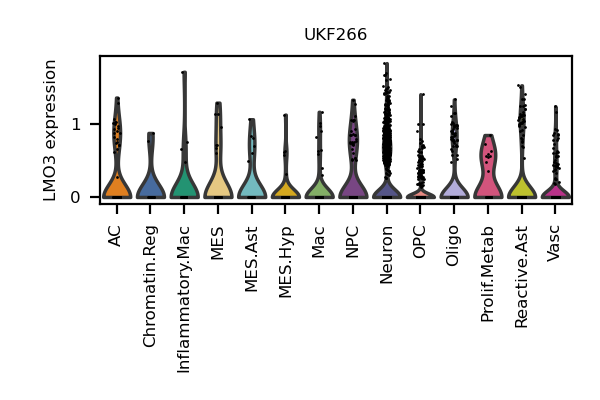 UKF266
LMO3 expression
1
0
AC
Chromatin.Reg
Inflammatory.Mac
MES
MES.Ast
MES.Hyp
Mac
NPC
Neuron
OPC
Oligo
Prolif.Metab
Reactive.Ast
Vasc